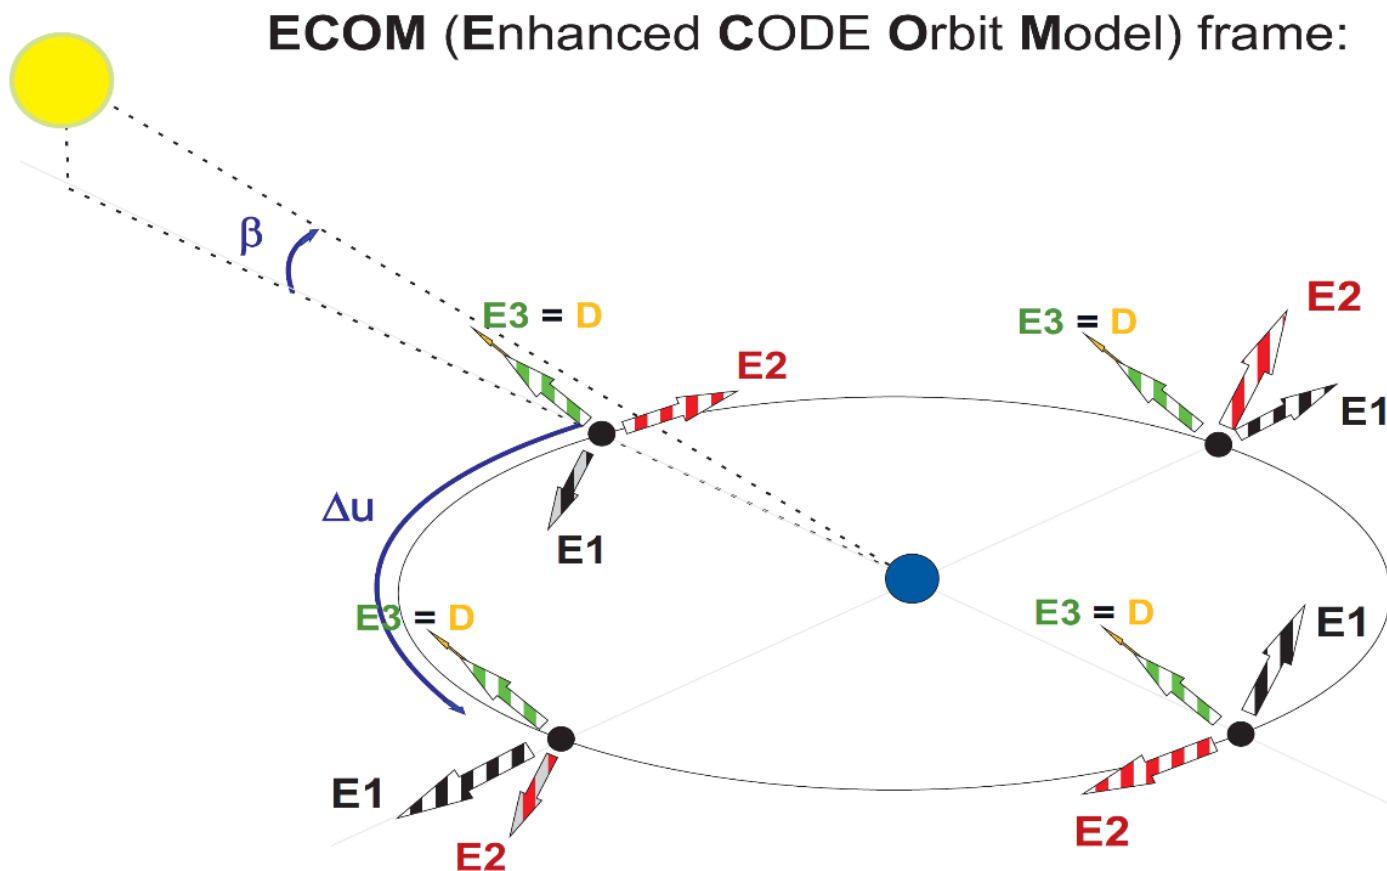 ECOM (Enhanced CODE Orbit Model) frame:
β
E3 = D
E2
E1
E3 = D
E2
E1
Δu
E3 = D
E1
E2
E3 = D
E1
E2